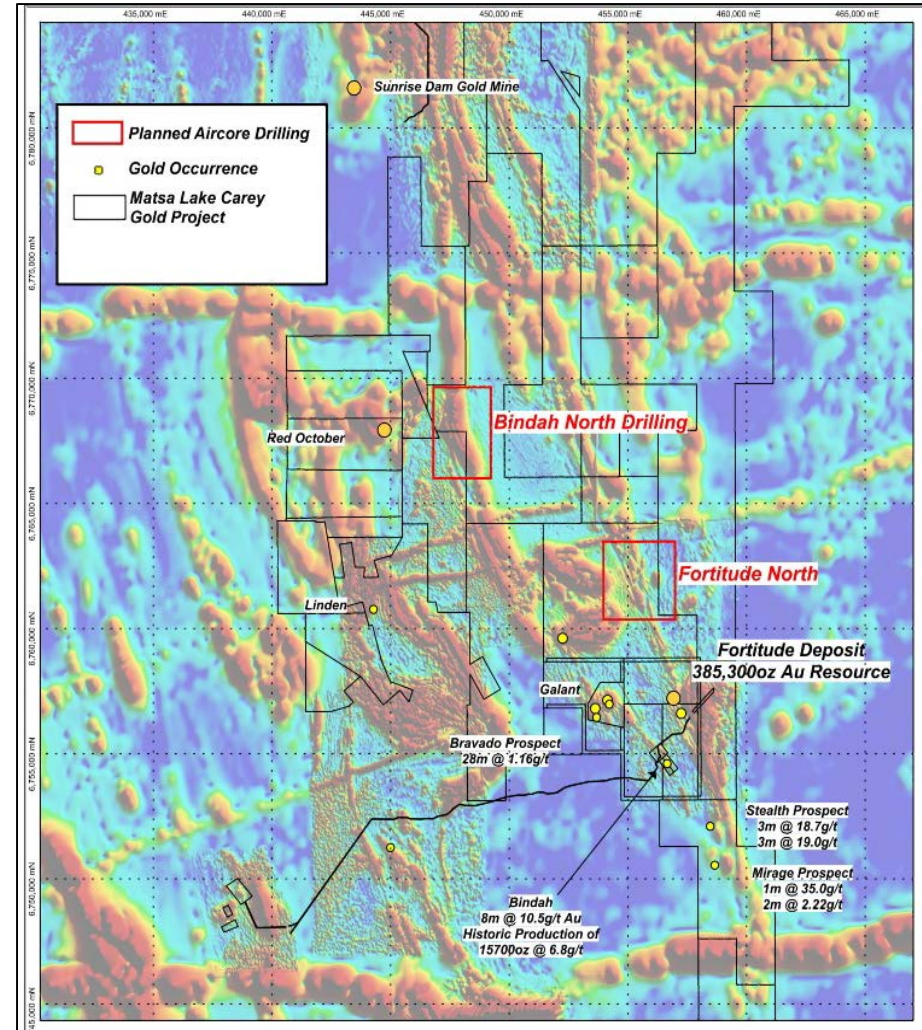 435,000 mE
440,000 mE
445,000 mE
450,000 mE
455,000 mE
460,000 mE
465,000 mE
Sunrise Dam Gold Mine
Planned Aircore Drilling
Gold Occurrence
Matsa Lake Carey
Gold Project
6,780,000 mN
6,770,000 mN
6,770,000 mN
Bindah North Drilling
Red October
6,765,000 mN
Fortitude North
Linden
6,760,000 mN
Fortitude Deposit
385,300oz Au Resource
Galant
Bravado Prospect
28m @ 1.16g/t
6,755,000 mN
Stealth Prospect
3m @ 18.7g/t
3m @ 19.0g/t
Mirage Prospect
1m @ 35.0g/t
2m @ 2.22g/t
6,750,000 mN
Bindah
8m @ 10.5g/t Au
Historic Production of
15700oz @ 6.8g/t
45,000 mN